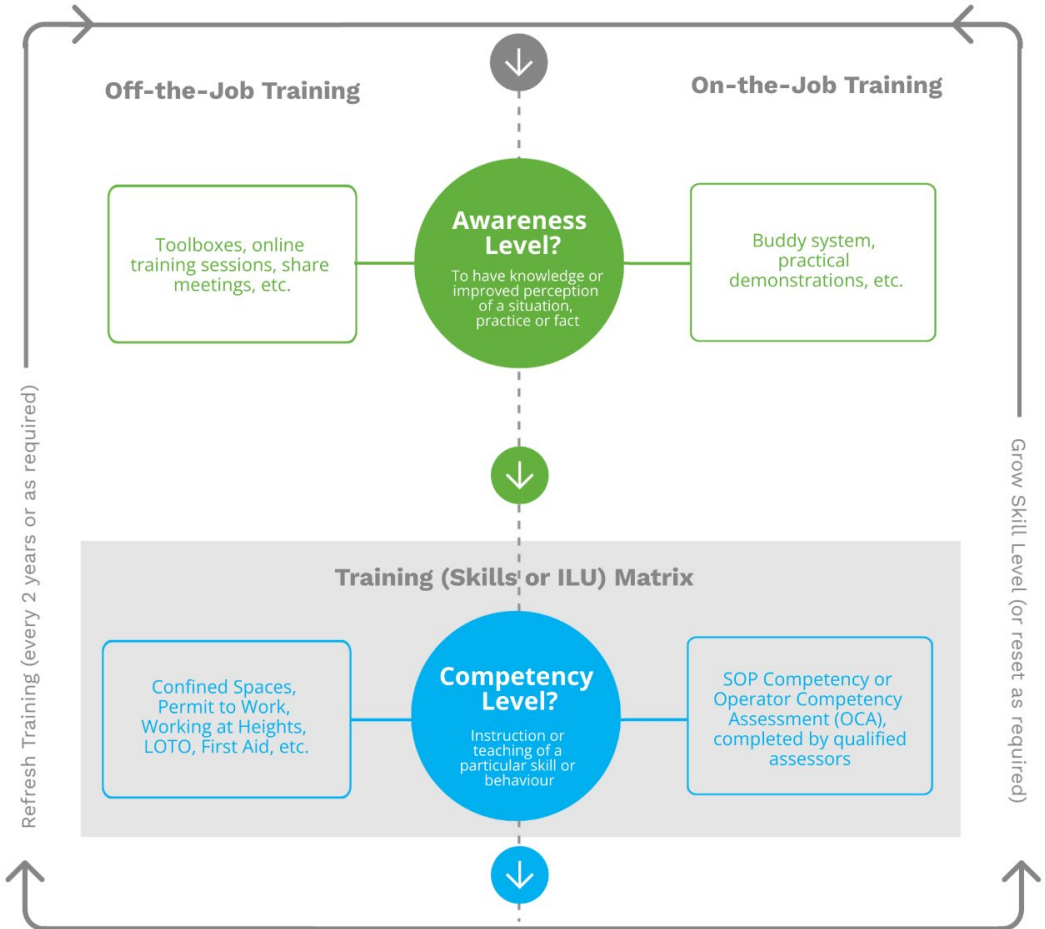 Off-the-Job Training
On-the-Job Training
Toolboxes, online
training sessions, share
meetings, etc.
Awareness
Level?
To have knowledge or
improved perception
of a situation,
practice or fact
Buddy system,
practical
demonstrations, etc.
Refresh Training (every 2 years or as required)
Grow Skill Level (or reset as required)
Training (Skills or ILU) Matrix
Confined Spaces,
Permit to Work,
Working at Heights,
LOTO, First Aid, etc.
Competency
Level?
Instruction or
teaching of a
particular skill or
behaviour
SOP Competency or
Operator Competency
Assessment (OCA),
completed by qualified
assessors